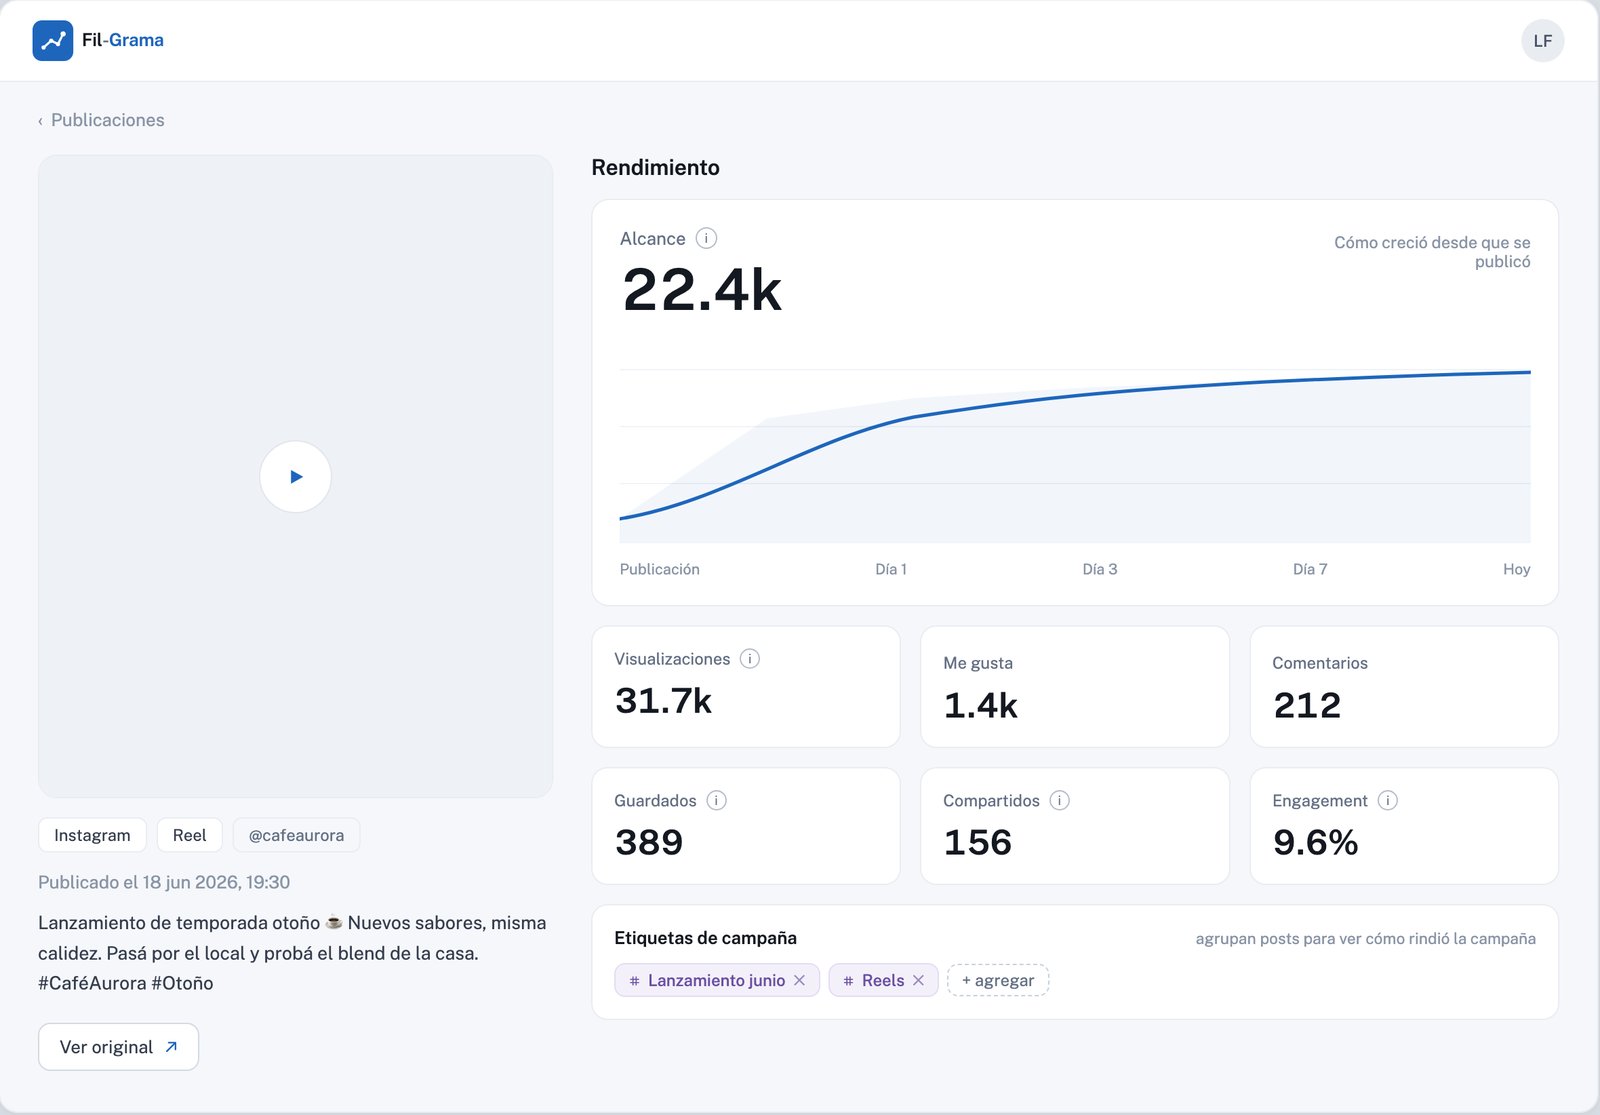 Fil-Grama
LF
‹ Publicaciones
Instagram
Reel
@cafeaurora
Publicado el 18 jun 2026, 19:30
Lanzamiento de temporada otoño ☕ Nuevos sabores, misma
calidez. Pasá por el local y probá el blend de la casa.
#CaféAurora #Otoño
Ver original ↗
Rendimiento
Alcance i
22.4k
Cómo creció desde que se
publicó
Publicación
Día 1
Día 3
Día 7
Hoy
Visualizaciones i
31.7k
Me gusta
1.4k
Comentarios
212
Guardados i
389
Compartidos i
156
Engagement i
9.6%
Etiquetas de campaña
agrupan posts para ver cómo rindió la campaña
# Lanzamiento junio ×
# Reels ×
+ agregar